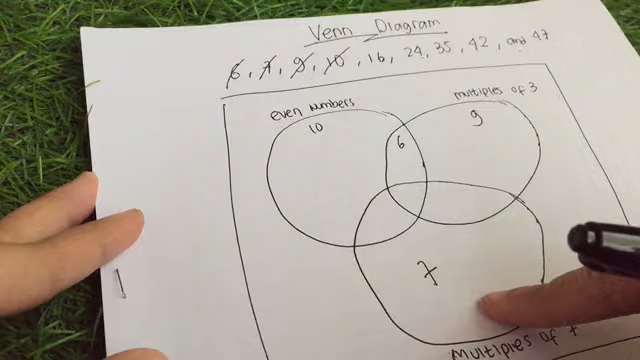 Venn Diagram
6, 7, 9, 10, 16, 24, 35, 42, and 47
even numbers
multiples of 3
10
9
6
7
Multiples of 7